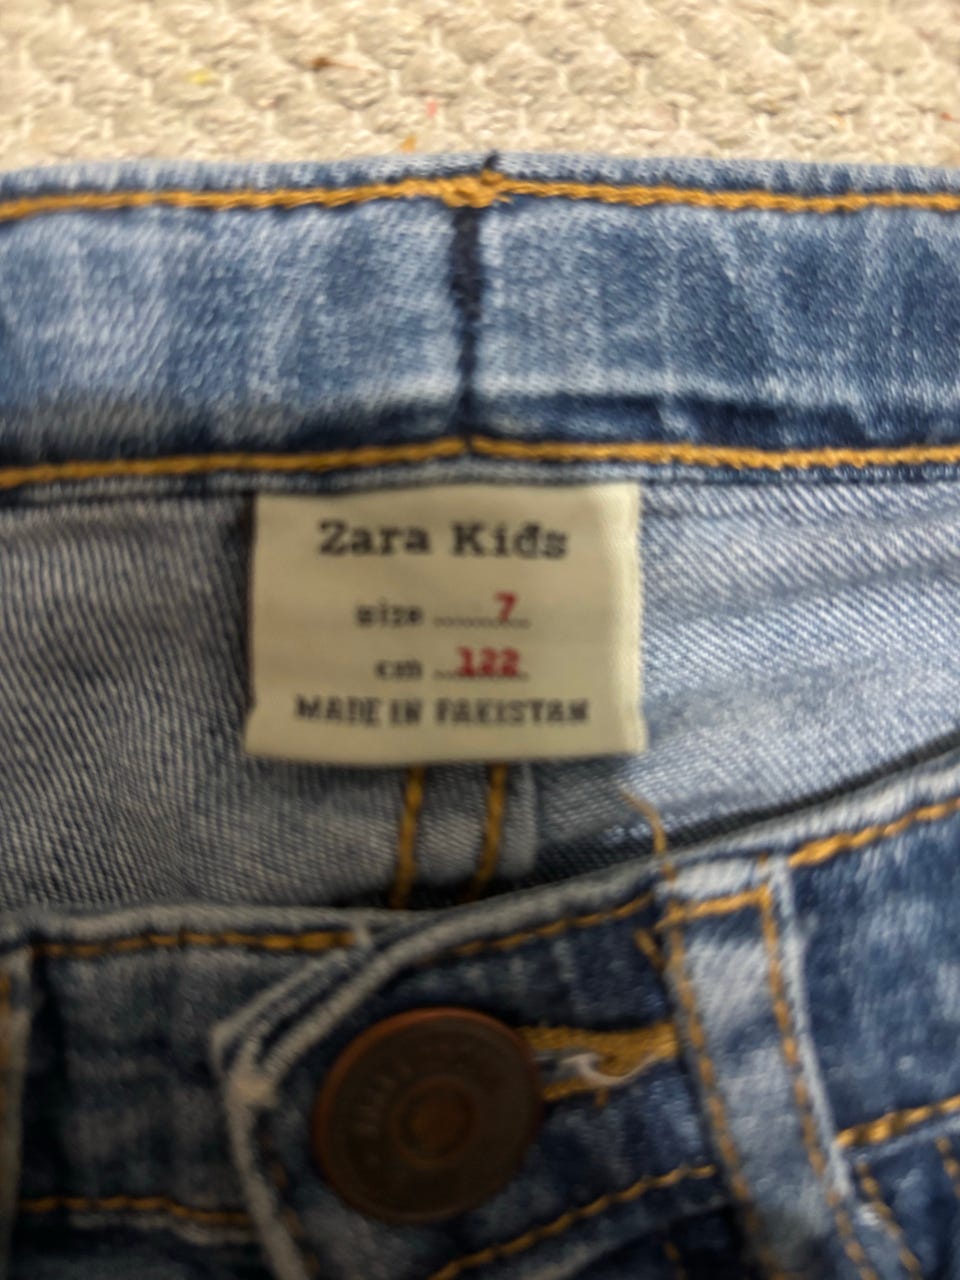 Zara Kids
size ........7..
cm ..122..
MADE IN PAKISTAN